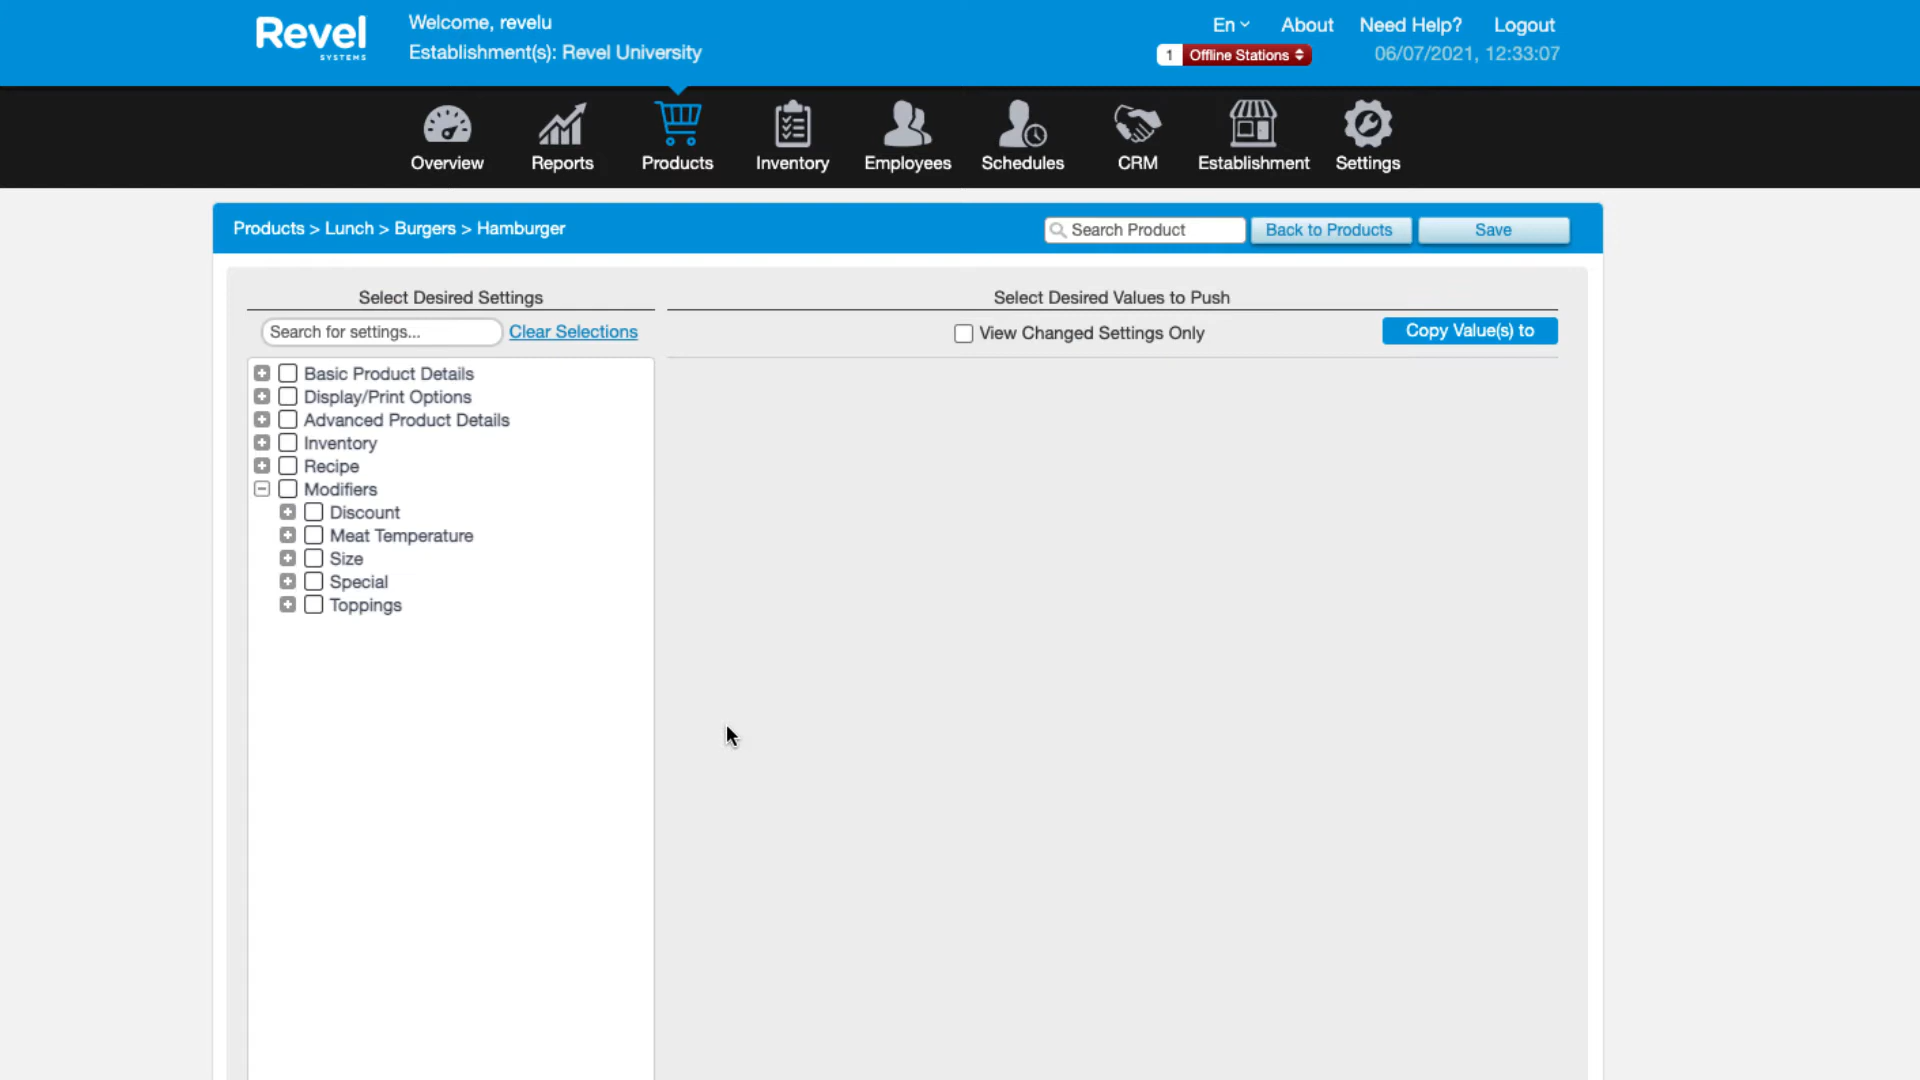 Revel
SYSTEMS
Welcome, revelu
Establishment(s): Revel University
En
About
Need Help?
Logout
1
Offline Stations
06/07/2021, 12:33:07
Overview
Reports
Products
Inventory
Employees
Schedules
CRM
Establishment
Settings
Products > Lunch > Burgers > Hamburger
Search Product
Back to Products
Save
Select Desired Settings
Select Desired Values to Push
Search for settings...
Clear Selections
View Changed Settings Only
Copy Value(s) to
Basic Product Details
Display/Print Options
Advanced Product Details
Inventory
Recipe
Modifiers
Discount
Meat Temperature
Size
Special
Toppings